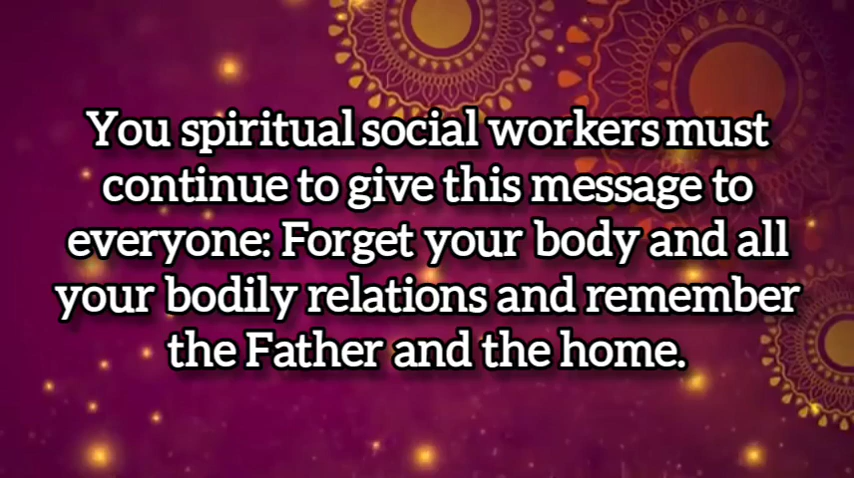 You spiritual social workers must
continue to give this message to
everyone: Forget your body and all
your bodily relations and remember
the Father and the home.